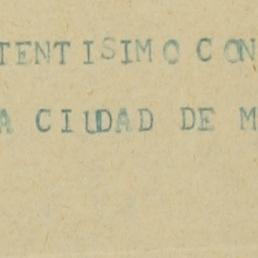 TENTISIMO CON
A CIUDAD DE M